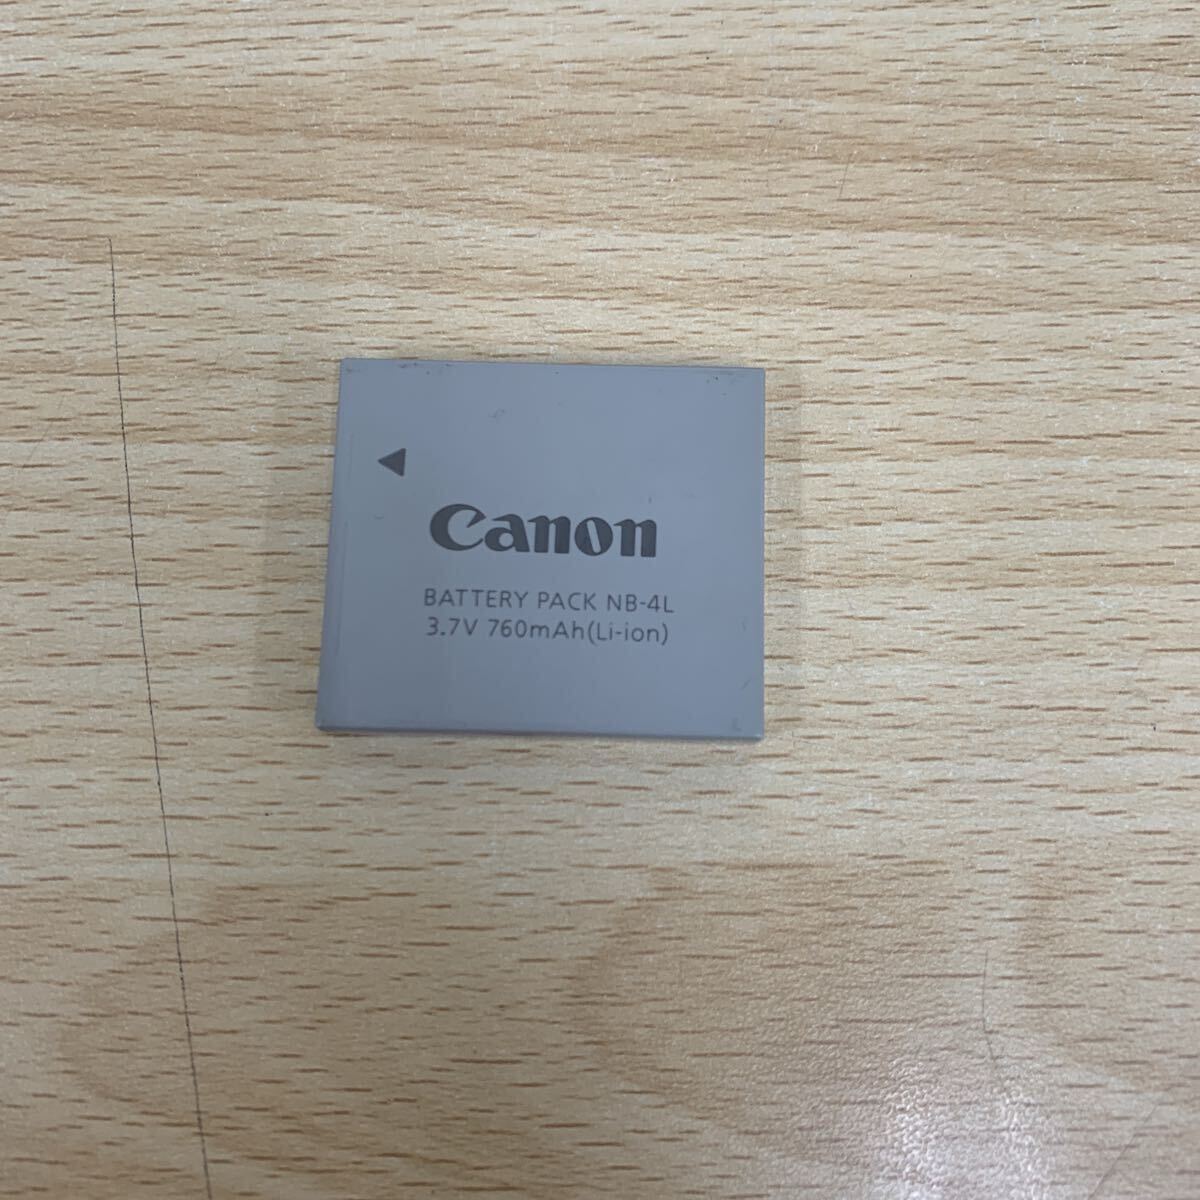 Canon
BATTERY PACK NB-4L
3.7V 760mAh(Li-ion)